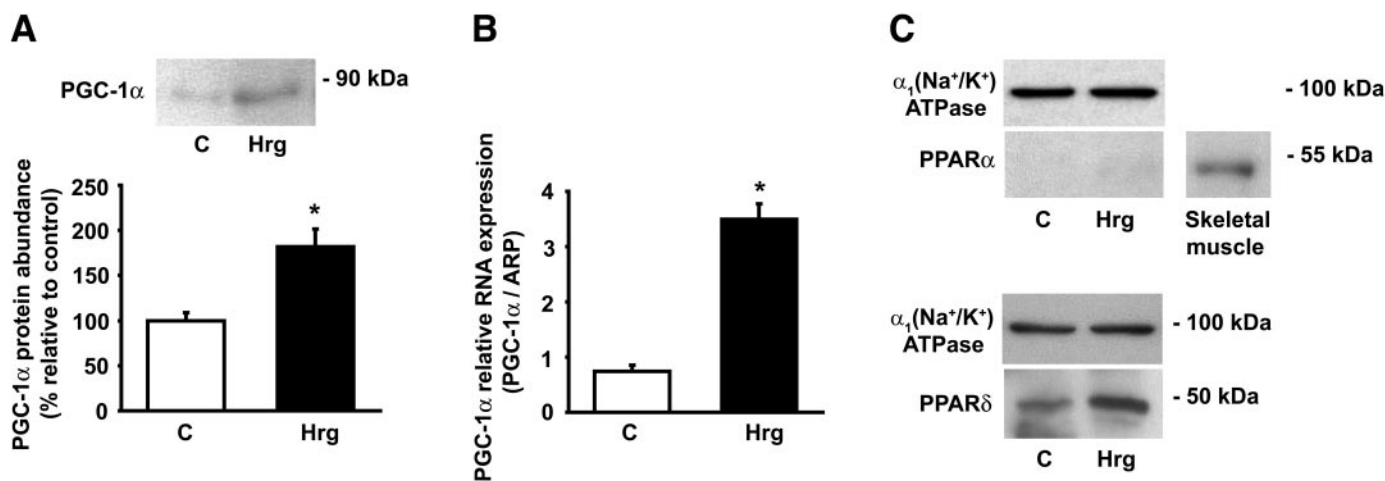 A
PGC-1α
- 90 kDa
C Hrg
PGC-1α protein abundance
(% relative to control)
250
200
150
100
50
0
*
C Hrg
B
PGC-1α relative RNA expression
(PGC-1α / ARP)
4
3
2
1
0
*
C Hrg
C
α₁(Na⁺/K⁺)
ATPase
- 100 kDa
PPARα
- 55 kDa
C Hrg
Skeletal
muscle
α₁(Na⁺/K⁺)
ATPase
- 100 kDa
PPARδ
- 50 kDa
C Hrg